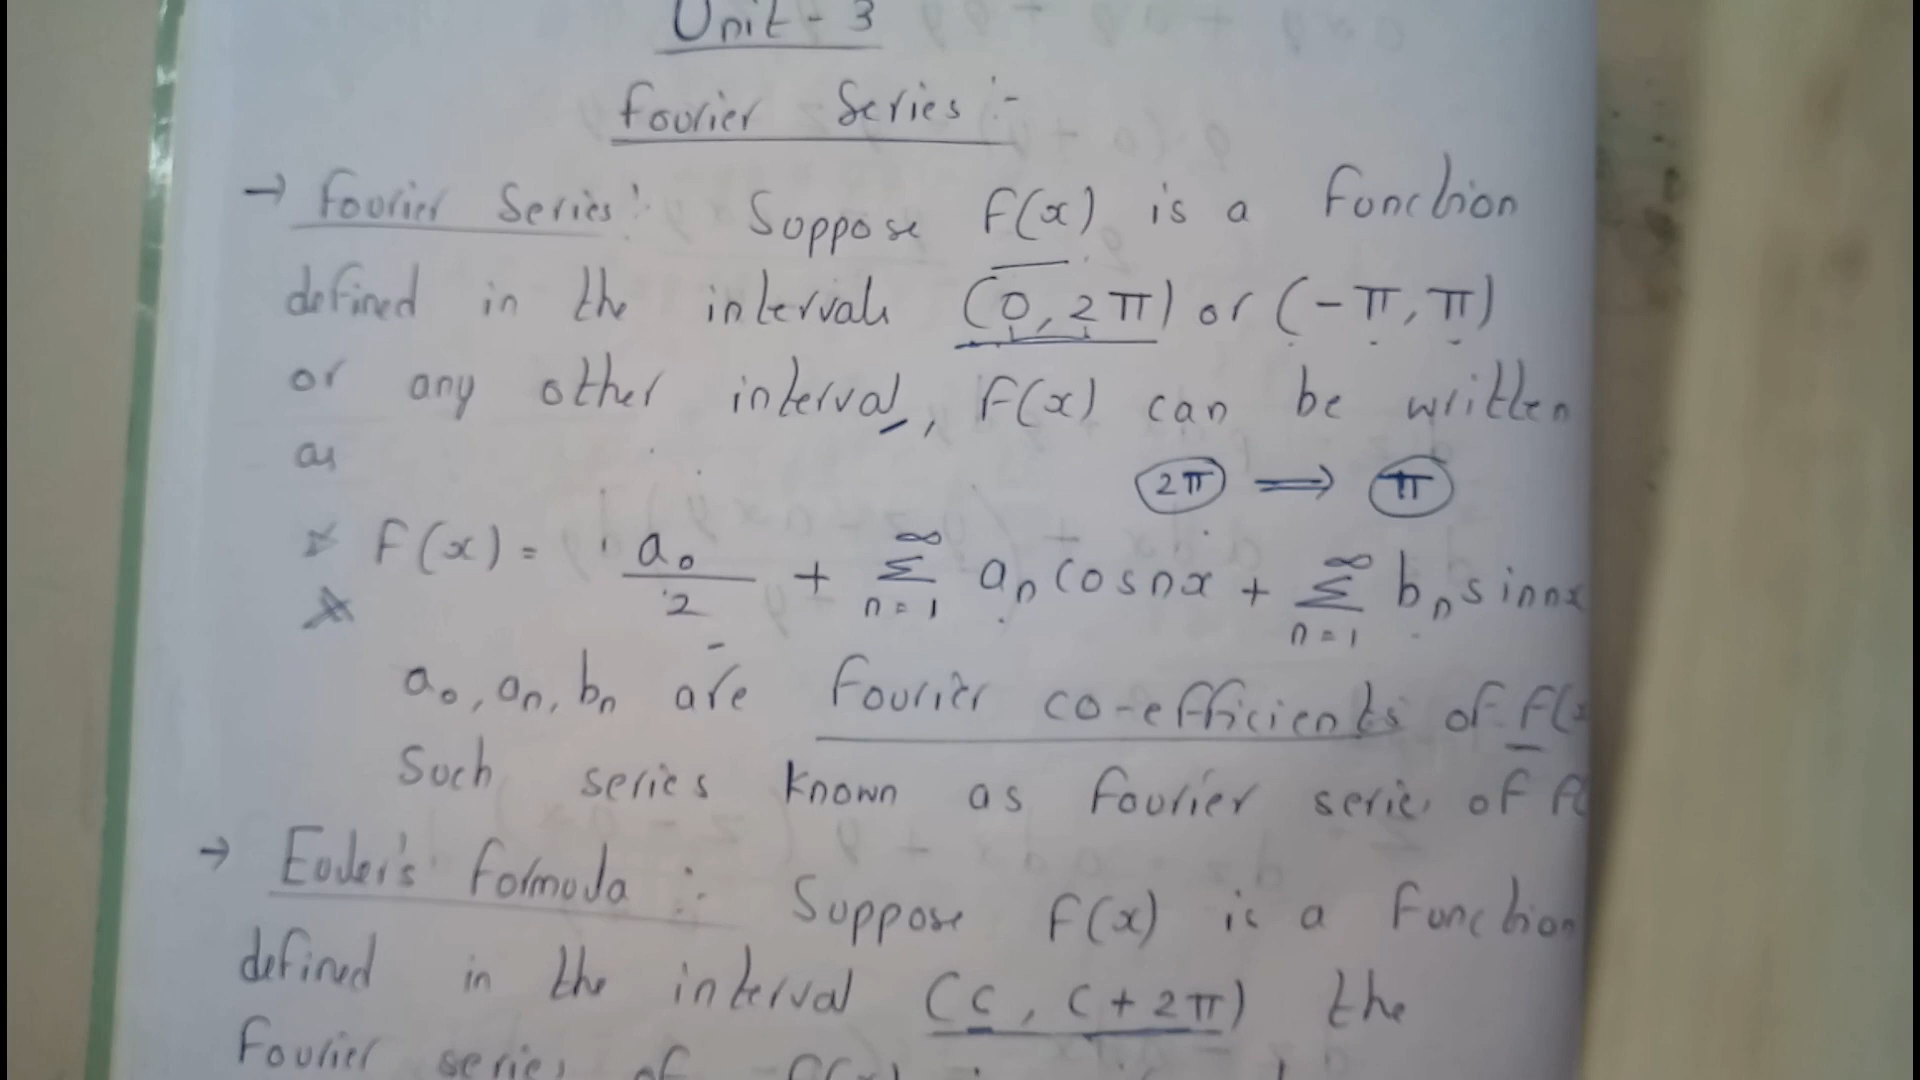 Unit - 3
Fourier Series :-
→ Fourier Series : Suppose f(x) is a function
defined in the intervals (0, 2π) or (-π, π)
or any other interval, f(x) can be written
as
2π ⟹ π
f(x) = a₀/2 + Σ_{n=1}^{∞} aₙ cosnx + Σ_{n=1}^{∞} bₙ sinnx
a₀, aₙ, bₙ are Fourier co-efficients of f(x
Such series known as Fourier series of f(
→ Euler's Formula :- Suppose f(x) is a function
defined in the interval (c, c+2π) the
Fourier series of f(x)